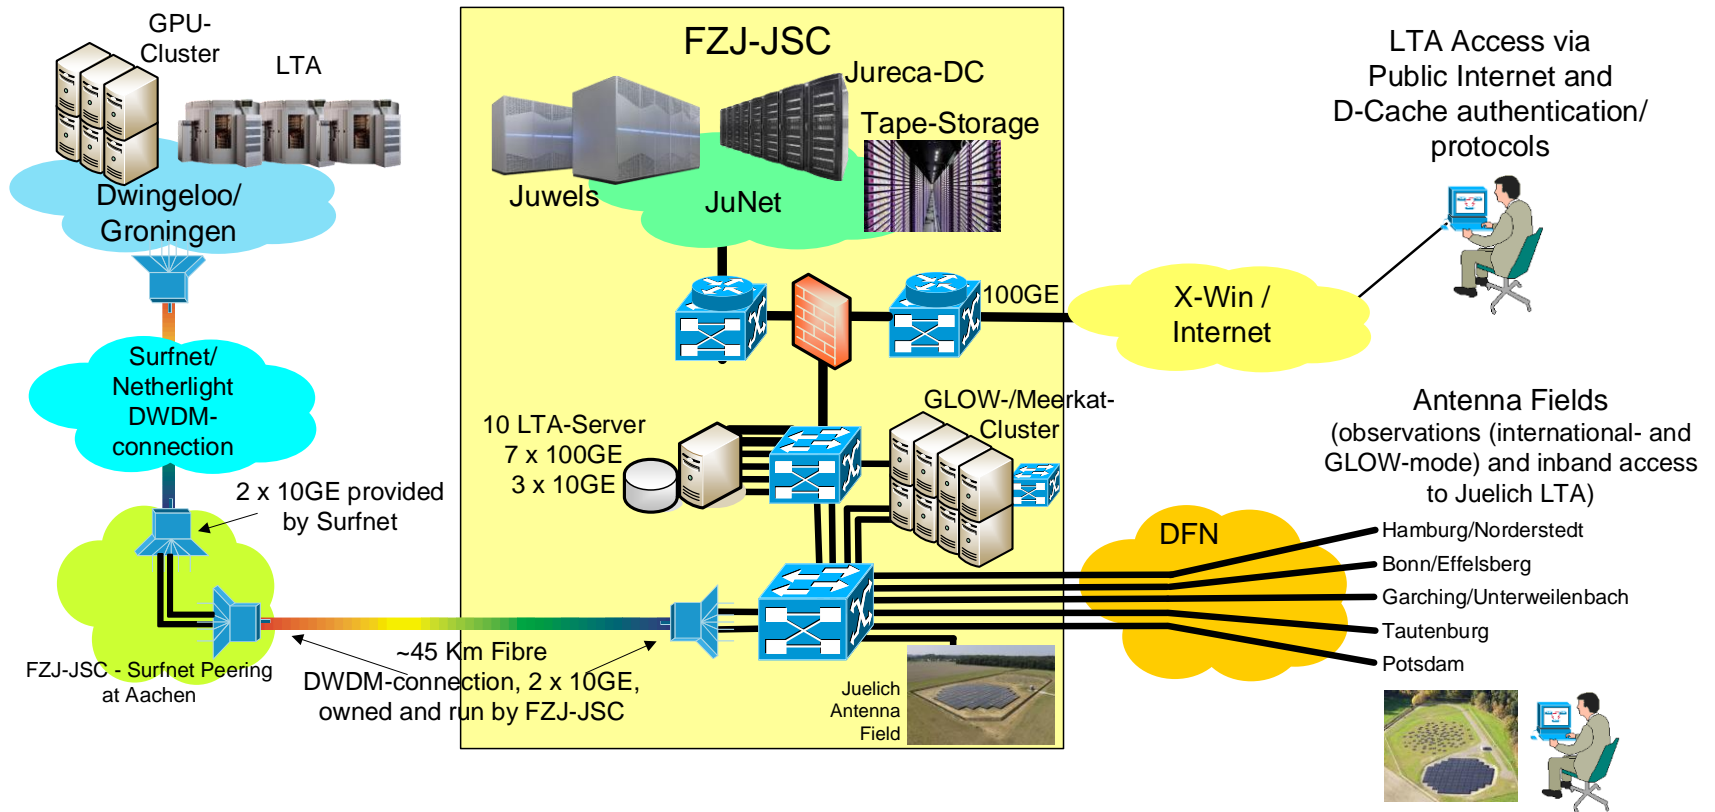 GPU-
Cluster
LTA
Dwingeloo/
Groningen
Surfnet/
Netherlight
DWDM-
connection
2 x 10GE provided
by Surfnet
FZJ-JSC - Surfnet Peering
at Aachen
~45 Km Fibre
DWDM-connection, 2 x 10GE,
owned and run by FZJ-JSC
FZJ-JSC
Jureca-DC
Tape-Storage
Juwels
JuNet
100GE
10 LTA-Server
7 x 100GE
3 x 10GE
GLOW-/Meerkat-
Cluster
Juelich
Antenna
Field
X-Win /
Internet
LTA Access via
Public Internet and
D-Cache authentication/
protocols
DFN
Antenna Fields
(observations (international- and
GLOW-mode) and inband access
to Juelich LTA)
Hamburg/Norderstedt
Bonn/Effelsberg
Garching/Unterweilenbach
Tautenburg
Potsdam